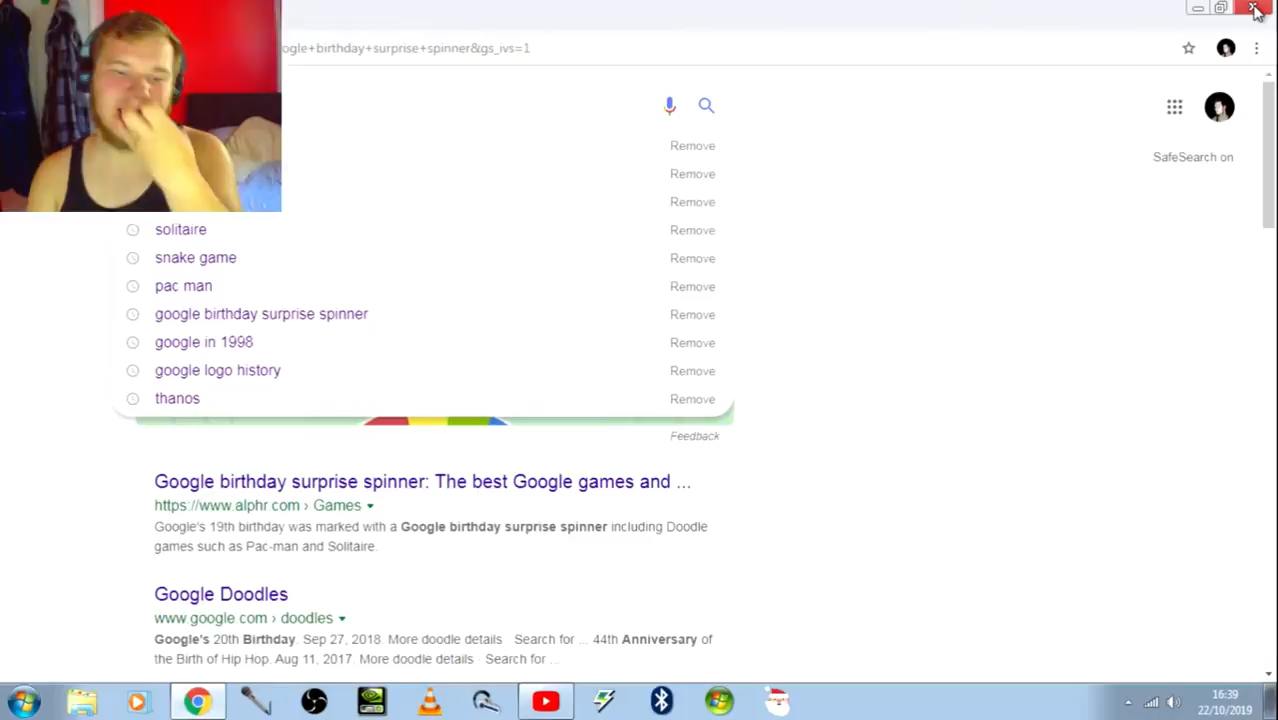 ogle+birthday+surprise+spinner&gs_ivs=1
SafeSearch on
Remove
Remove
Remove
solitaire Remove
snake game Remove
pac man Remove
google birthday surprise spinner Remove
google in 1998 Remove
google logo history Remove
thanos Remove
Feedback
Google birthday surprise spinner: The best Google games and ...
https://www.alphr.com › Games
Google's 19th birthday was marked with a Google birthday surprise spinner including Doodle
games such as Pac-man and Solitaire.
Google Doodles
www.google.com › doodles
Google's 20th Birthday. Sep 27, 2018. More doodle details · Search for ... 44th Anniversary of
the Birth of Hip Hop. Aug 11, 2017. More doodle details · Search for ...
16:39
22/10/2019